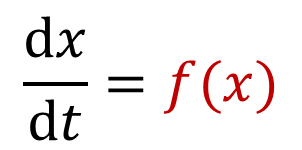 dx/dt = f(x)